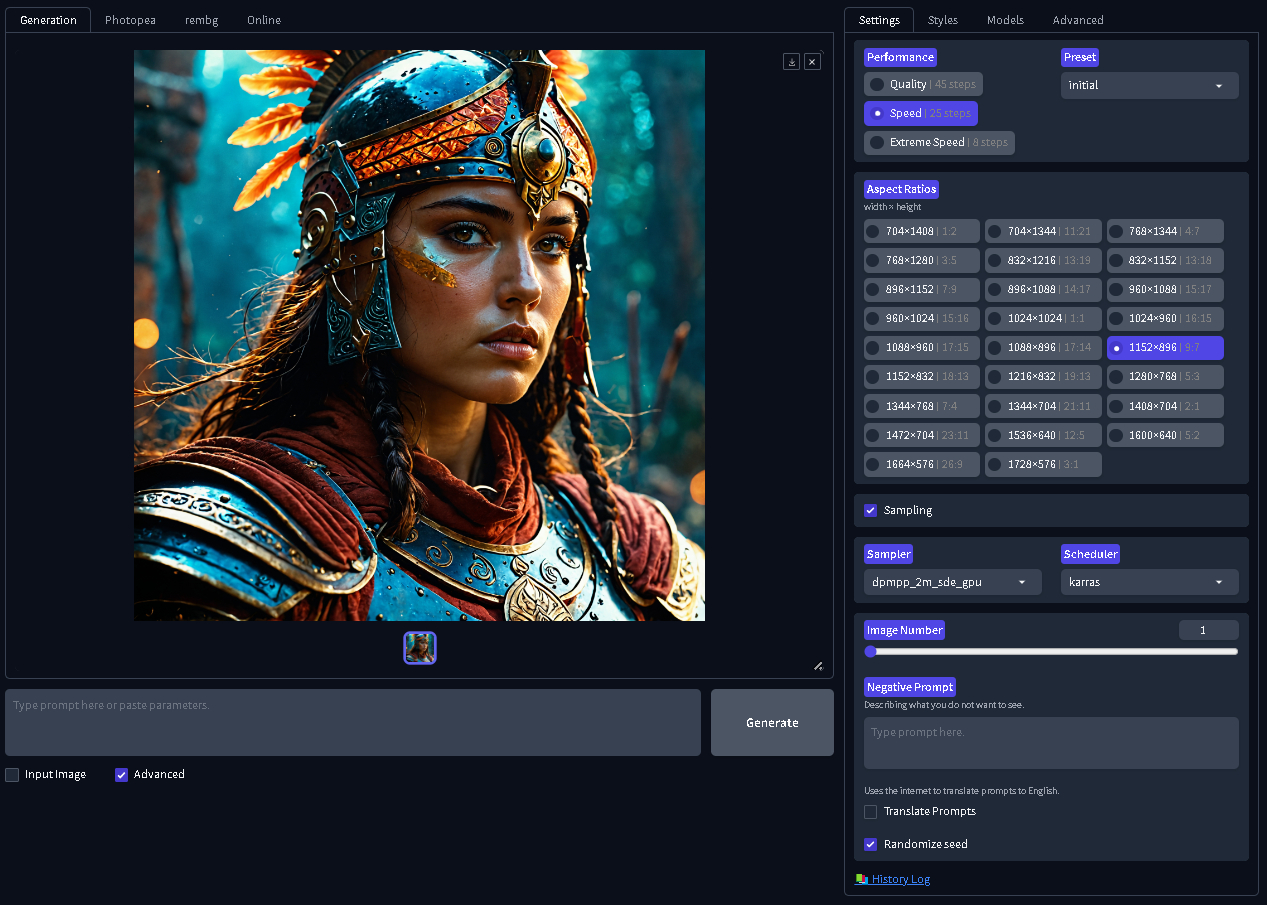 Generation Photopea rembg Online
Type prompt here or paste parameters.
Generate
Input Image Advanced
Settings Styles Models Advanced
Performance
Quality | 45 steps
Speed | 25 steps
Extreme Speed | 8 steps
Preset
initial
Aspect Ratios
width × height
704×1408 | 1:2 704×1344 | 11:21 768×1344 | 4:7
768×1280 | 3:5 832×1216 | 13:19 832×1152 | 13:18
896×1152 | 7:9 896×1088 | 14:17 960×1088 | 15:17
960×1024 | 15:16 1024×1024 | 1:1 1024×960 | 16:15
1088×960 | 17:15 1088×896 | 17:14 1152×896 | 9:7
1152×832 | 18:13 1216×832 | 19:13 1280×768 | 5:3
1344×768 | 7:4 1344×704 | 21:11 1408×704 | 2:1
1472×704 | 23:11 1536×640 | 12:5 1600×640 | 5:2
1664×576 | 26:9 1728×576 | 3:1
Sampling
Sampler
dpmpp_2m_sde_gpu
Scheduler
karras
Image Number 1
Negative Prompt
Describing what you do not want to see.
Type prompt here.
Uses the internet to translate prompts to English.
Translate Prompts
Randomize seed
History Log